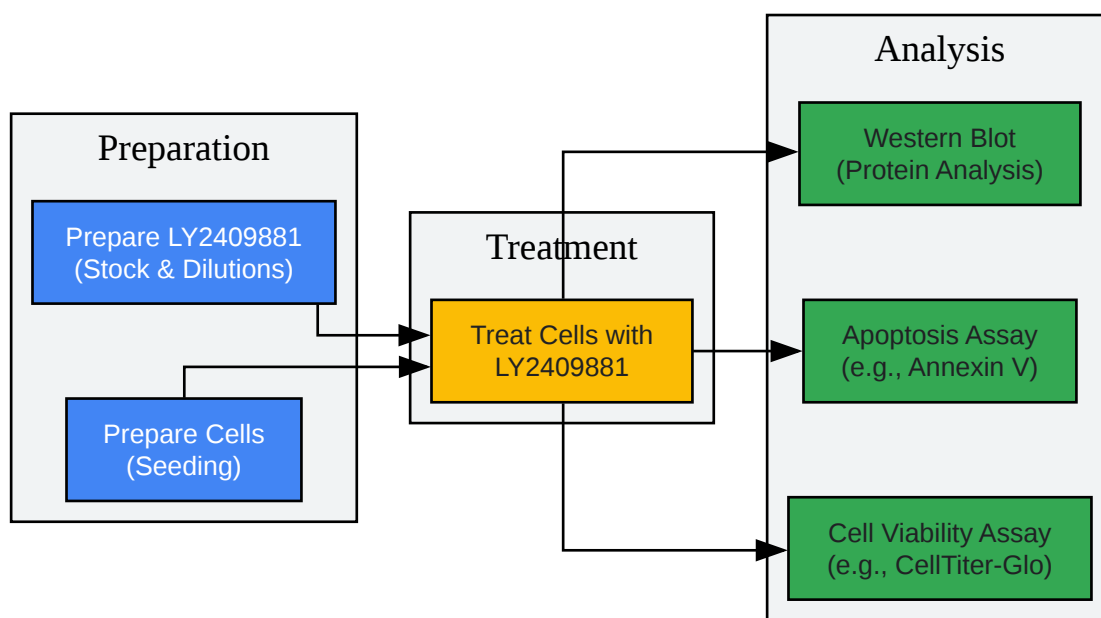 Preparation
Prepare LY2409881
(Stock & Dilutions)
Prepare Cells
(Seeding)
Treatment
Treat Cells with
LY2409881
Analysis
Western Blot
(Protein Analysis)
Apoptosis Assay
(e.g., Annexin V)
Cell Viability Assay
(e.g., CellTiter-Glo)